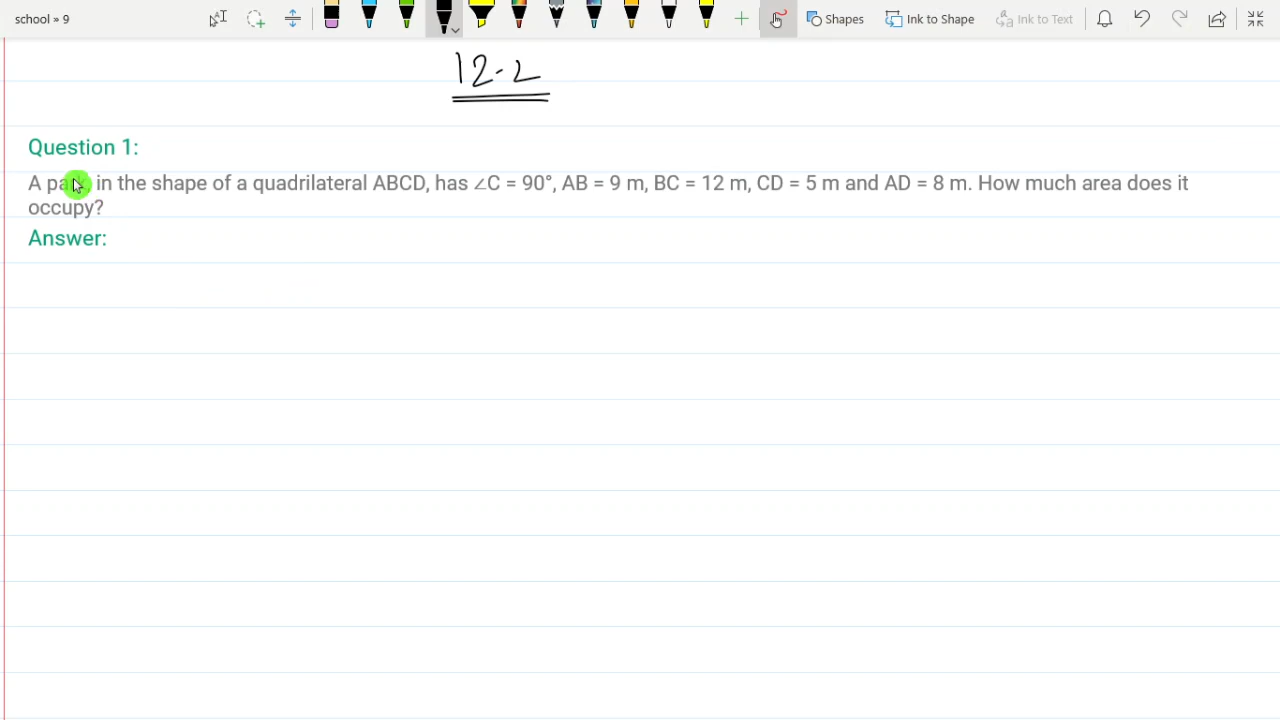 school » 9
Shapes
Ink to Shape
Ink to Text
12.2
Question 1:
A park, in the shape of a quadrilateral ABCD, has ∠C = 90°, AB = 9 m, BC = 12 m, CD = 5 m and AD = 8 m. How much area does it
occupy?
Answer: